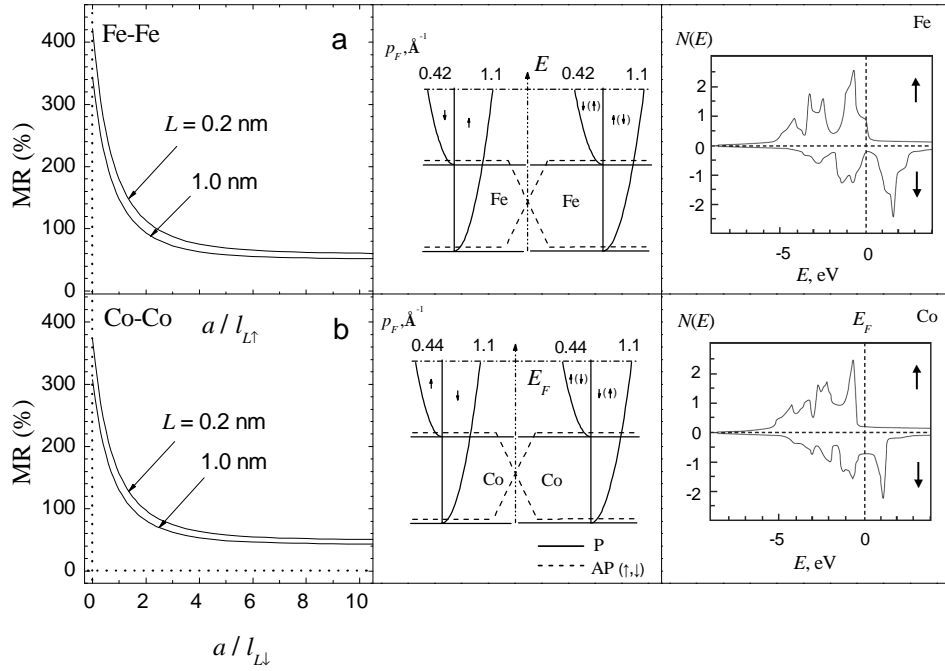 Fe-Fe
a
MR (%)
400
300
200
100
0
L = 0.2 nm
1.0 nm
a / l_{L↑}
p_F,Å⁻¹
0.42
1.1
E
0.42
1.1
↓
↑
↓(↑)
↑(↓)
Fe
Fe
N(E)
Fe
2
1
0
-1
-2
↑
↓
-5
0
E, eV
Co-Co
b
MR (%)
400
300
200
100
0
L = 0.2 nm
1.0 nm
0
2
4
6
8
10
a / l_{L↓}
p_F,Å⁻¹
0.44
1.1
0.44
1.1
E_F
↑
↓
↑(↓)
↓(↑)
Co
Co
P
AP (↑,↓)
N(E)
E_F
Co
2
1
0
-1
-2
↑
↓
-5
0
E, eV